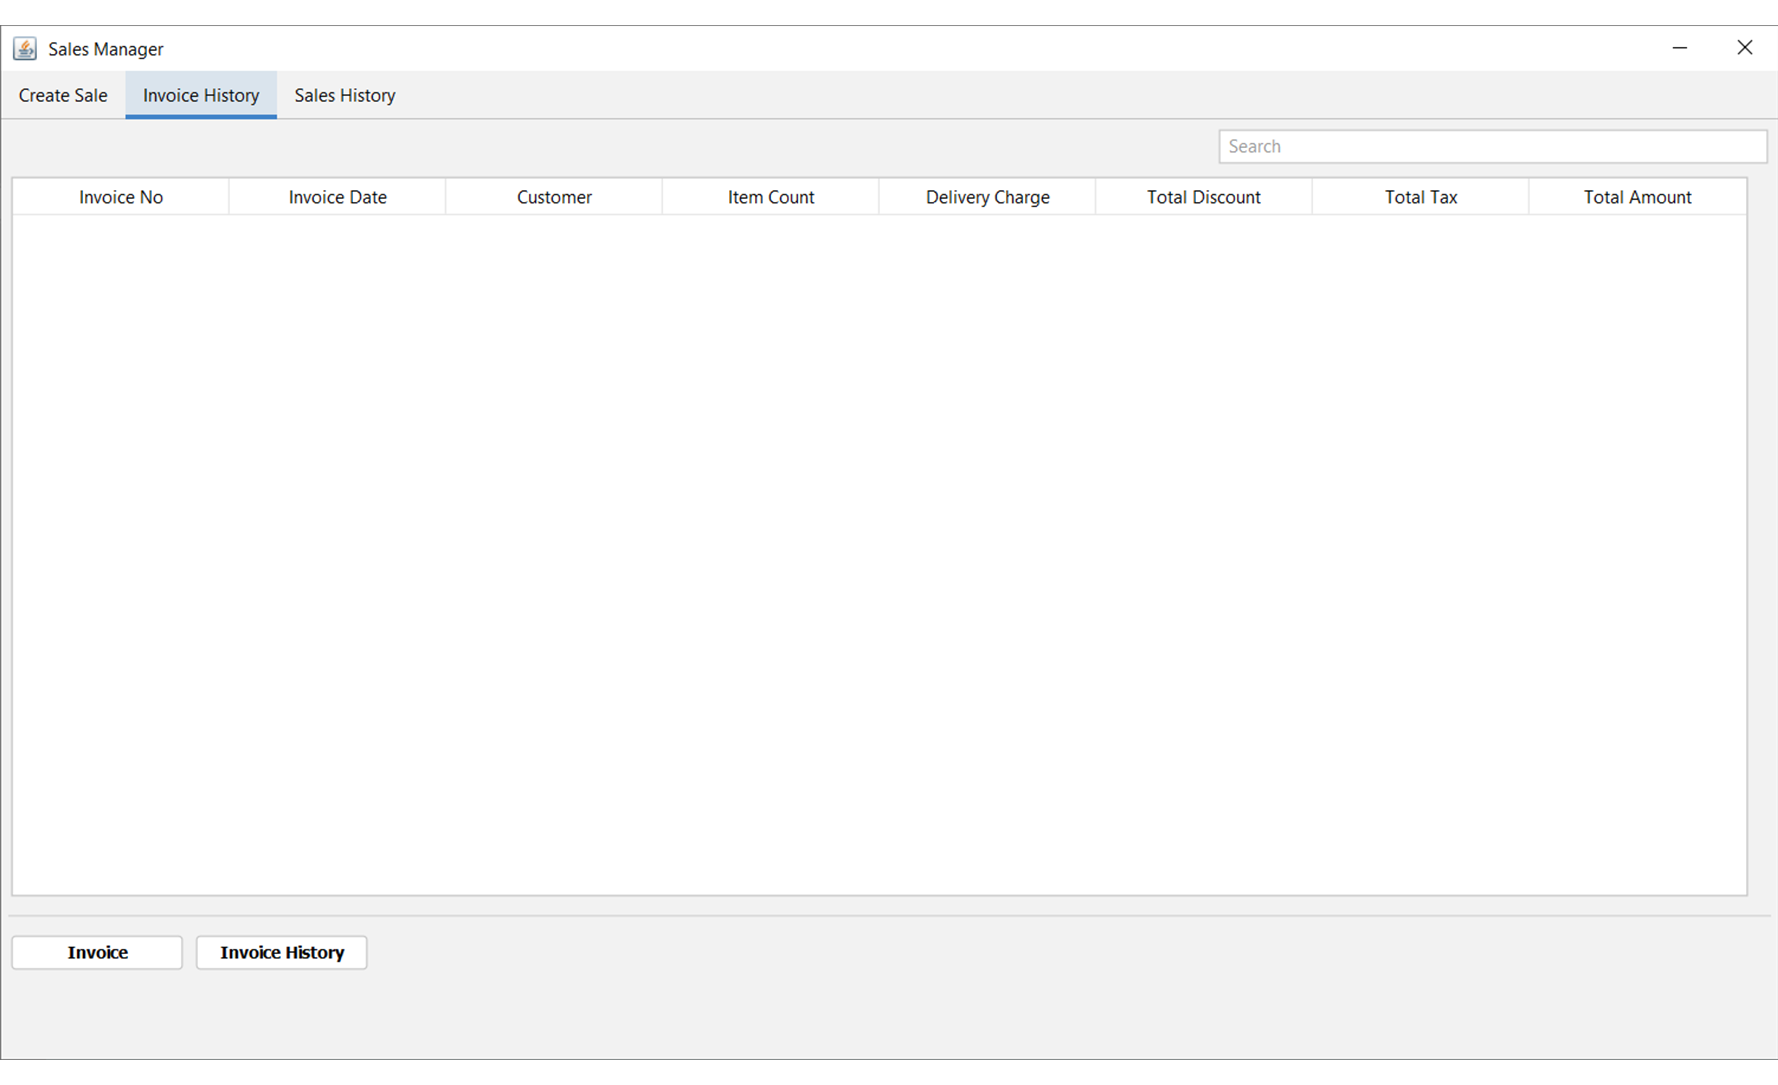 Sales Manager
Create Sale Invoice History Sales History
Search
Invoice No Invoice Date Customer Item Count Delivery Charge Total Discount Total Tax Total Amount
Invoice Invoice History